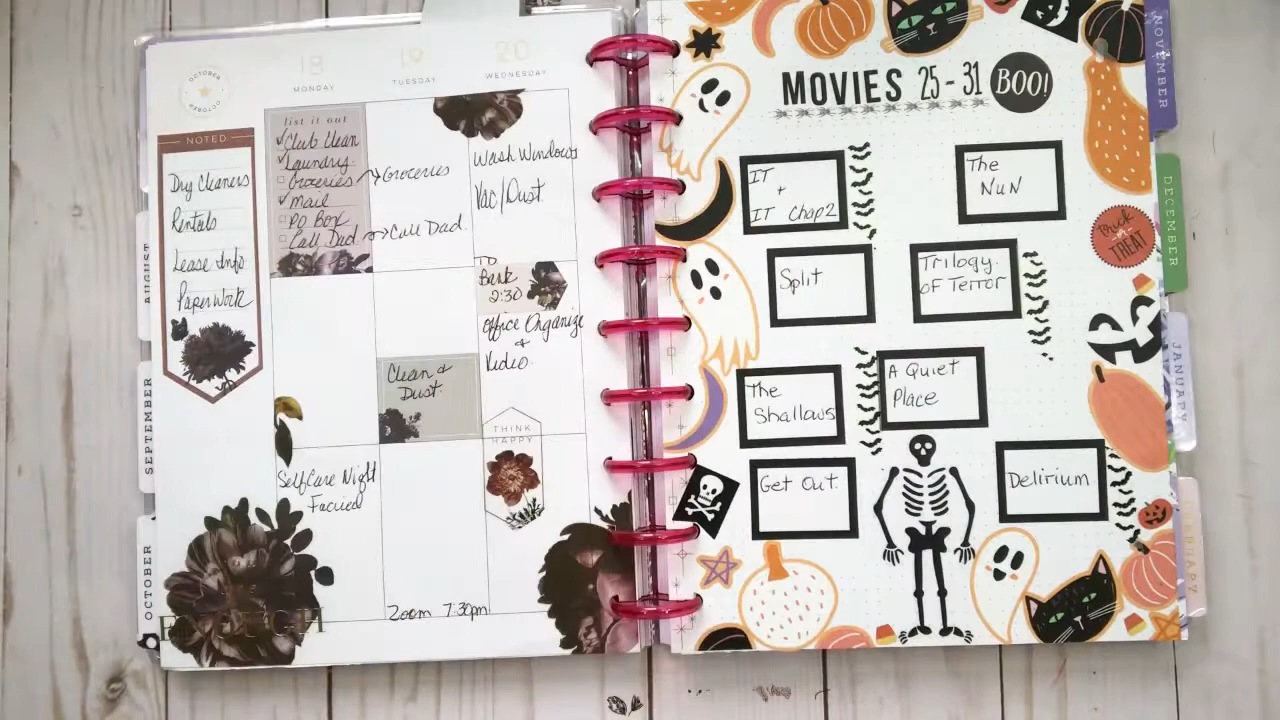 OCTOBER
OCTOBER
18
MONDAY
19
TUESDAY
20
WEDNESDAY
NOTED
Dry Cleaners
Rentals
Lease Info
PaperWork
list it out
Club Clean
Laundry
Groceries
Mail
PO Box
Call Dad
Groceries
Call Dad
Wash Windows
Vac/Dust
Bank
9:30
Office Organize
&
Video
Clean &
Dust
THINK
HAPPY
SelfCare Night
Facial
Zoom 7:30pm
AUGUST
SEPTEMBER
OCTOBER
MOVIES 25-31 BOO!
IT
+
IT Chap2
The
NuN
Split
Trilogy
OF Terror
The
Shallows
A Quiet
Place
Get Out
Delirium
trick
-or-
TREAT
NOVEMBER
DECEMBER
JANUARY